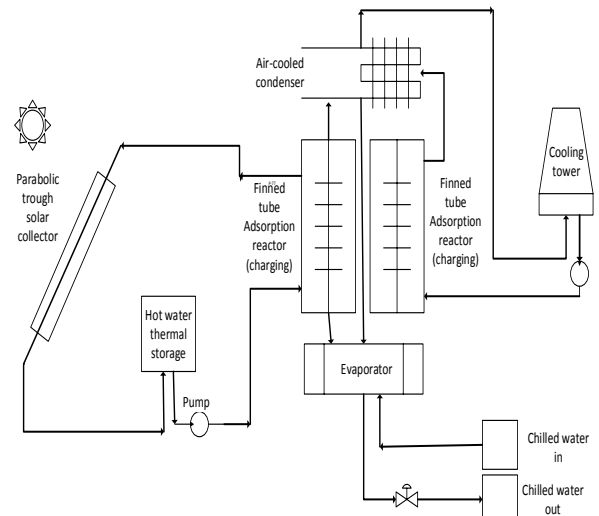 Air-cooled
condenser
Parabolic
trough
solar
collector
Finned
tube
Adsorption
reactor
(charging)
Finned
tube
Adsorption
reactor
(charging)
Cooling
tower
Hot water
thermal
storage
Pump
Evaporator
Chilled water
in
Chilled water
out